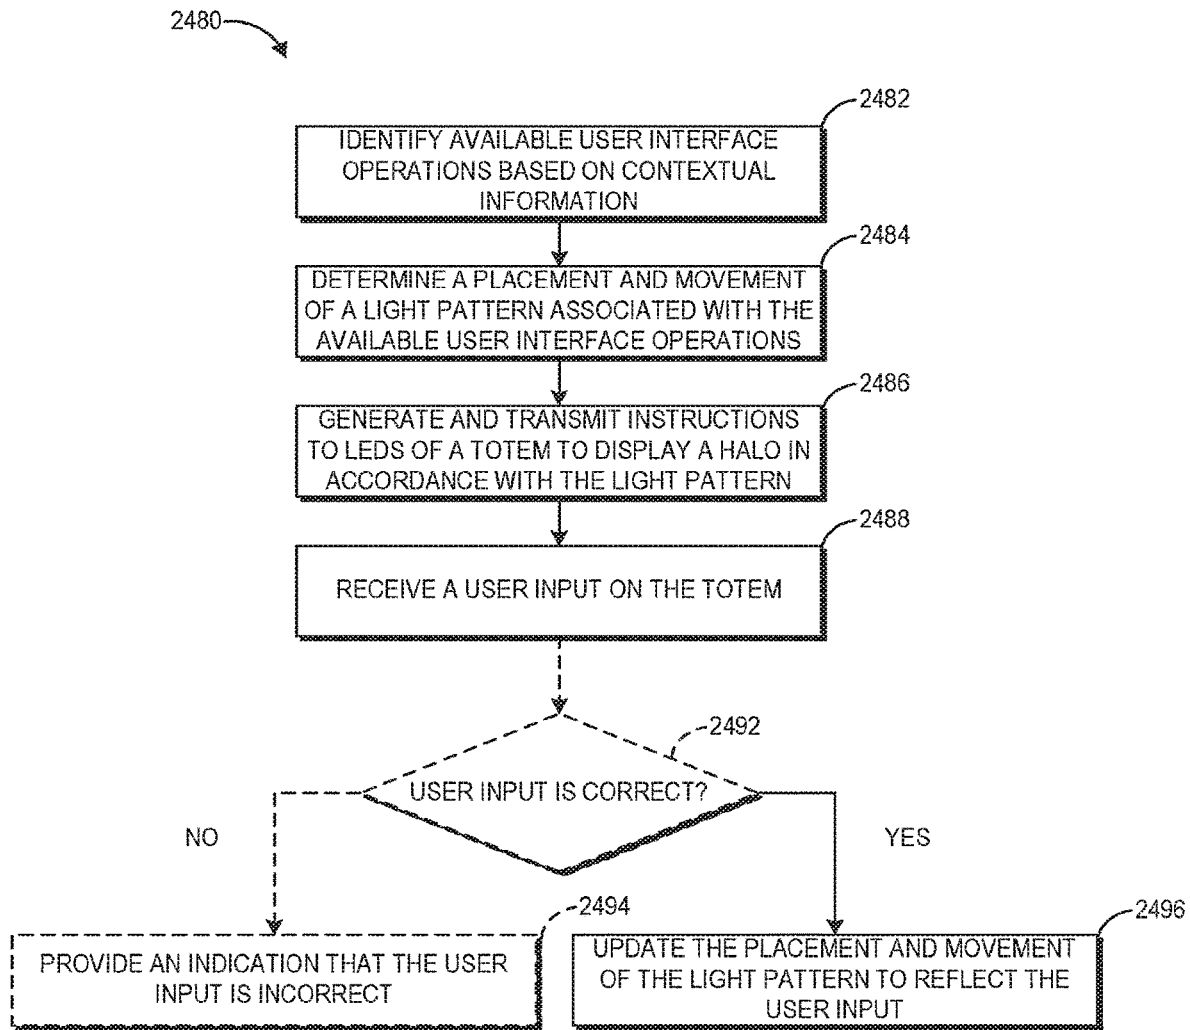 2480
2482
IDENTIFY AVAILABLE USER INTERFACE
OPERATIONS BASED ON CONTEXTUAL
INFORMATION
2484
DETERMINE A PLACEMENT AND MOVEMENT
OF A LIGHT PATTERN ASSOCIATED WITH THE
AVAILABLE USER INTERFACE OPERATIONS
2486
GENERATE AND TRANSMIT INSTRUCTIONS
TO LEDS OF A TOTEM TO DISPLAY A HALO IN
ACCORDANCE WITH THE LIGHT PATTERN
2488
RECEIVE A USER INPUT ON THE TOTEM
2492
USER INPUT IS CORRECT?
NO
YES
2494
PROVIDE AN INDICATION THAT THE USER
INPUT IS INCORRECT
2496
UPDATE THE PLACEMENT AND MOVEMENT
OF THE LIGHT PATTERN TO REFLECT THE
USER INPUT